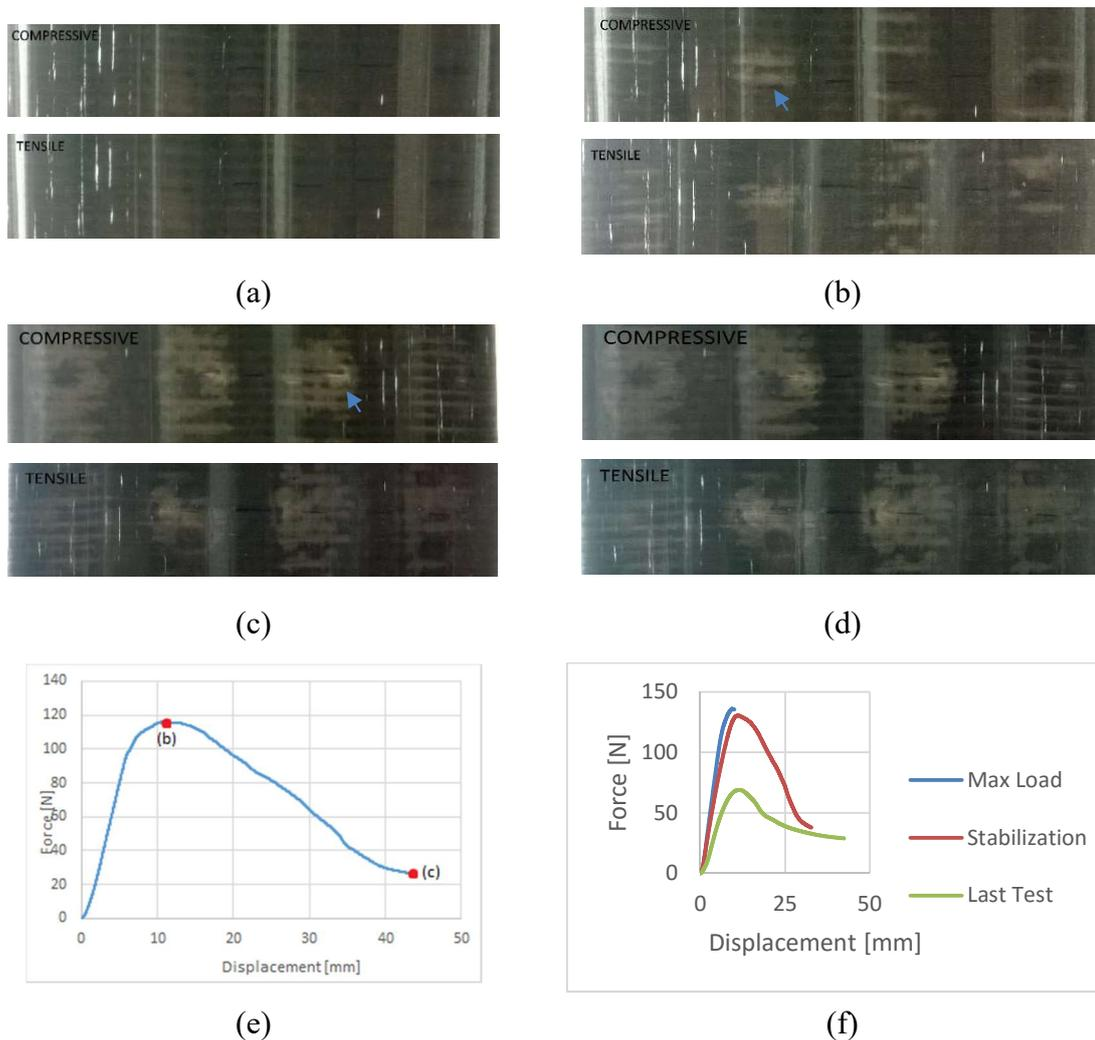 COMPRESSIVE
TENSILE
(a)
COMPRESSIVE
TENSILE
(b)
COMPRESSIVE
TENSILE
(c)
COMPRESSIVE
TENSILE
(d)
140
120
100
80
60
40
20
0
Force [N]
(b)
(c)
0 10 20 30 40 50
Displacement [mm]
(e)
150
100
50
0
Force [N]
0 25 50
Displacement [mm]
Max Load
Stabilization
Last Test
(f)